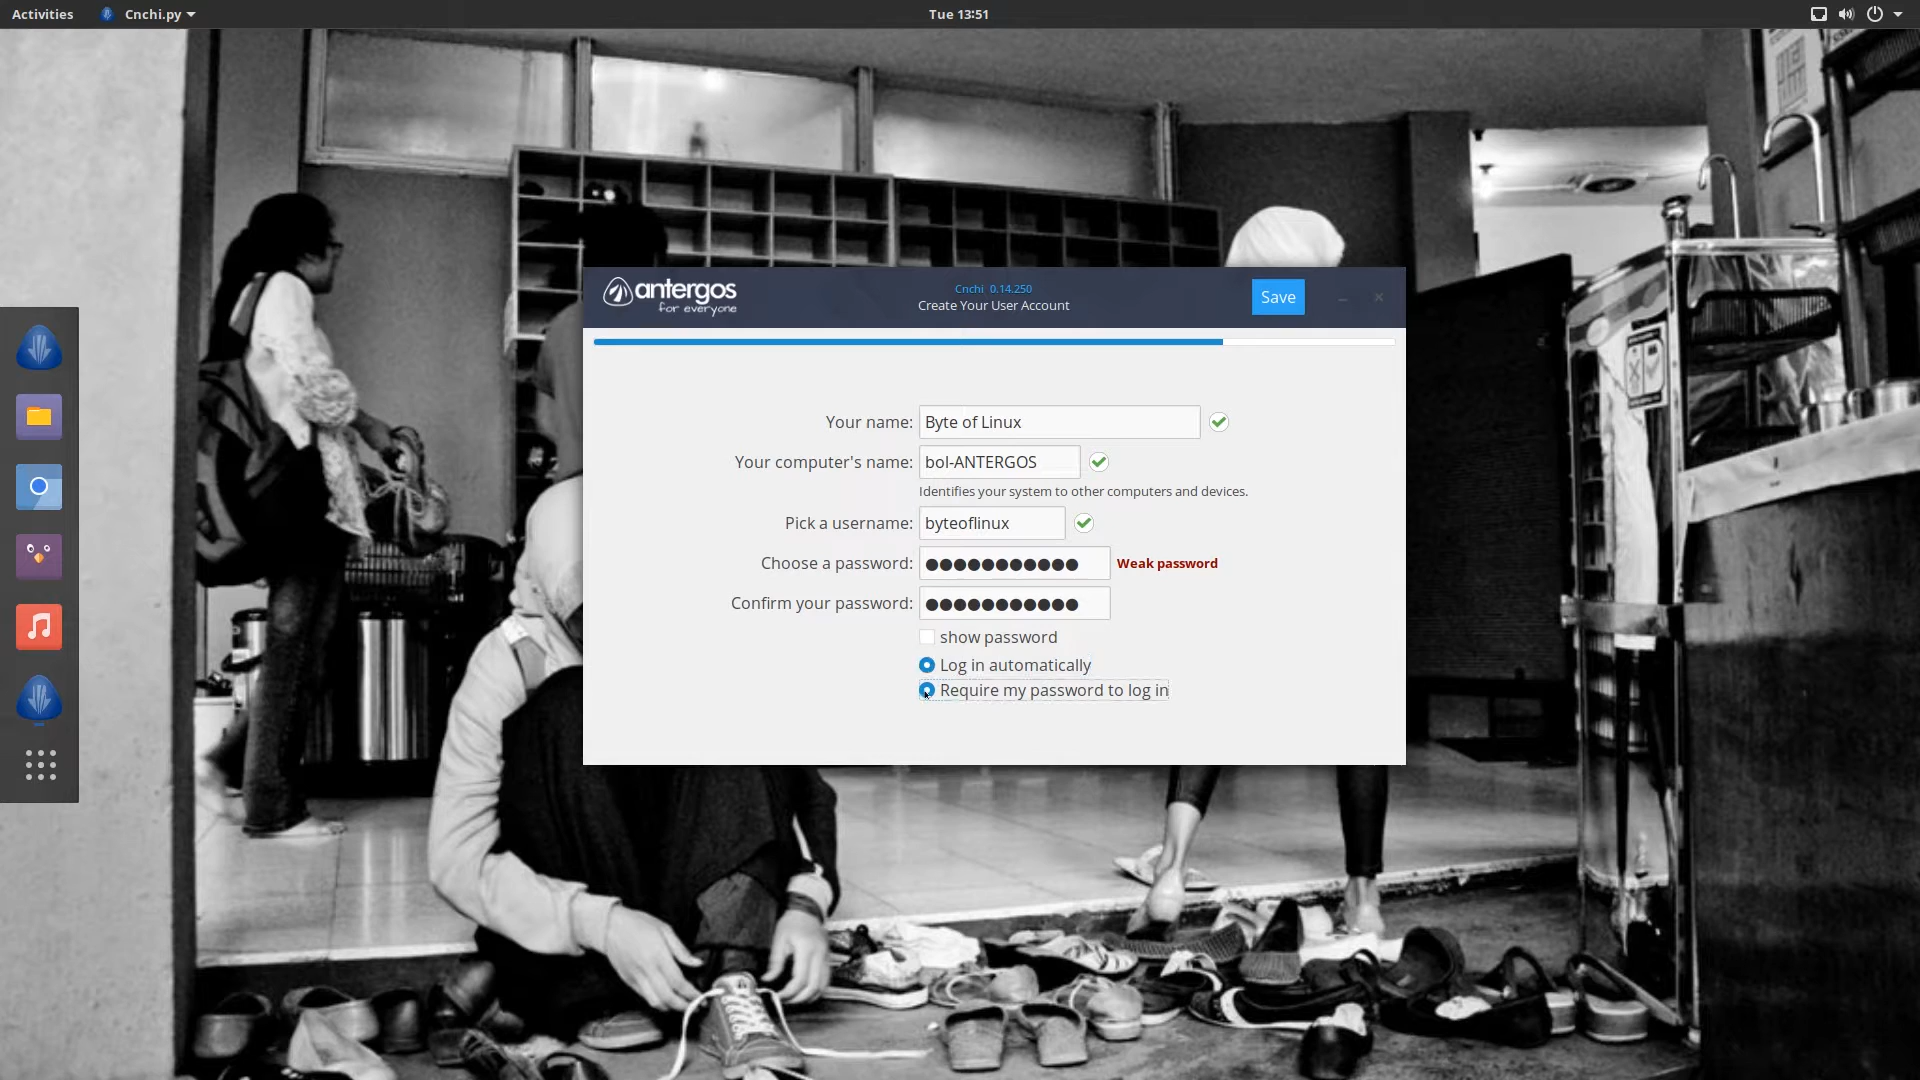 Activities Cnchi.py Tue 13:51
antergos
for everyone
Cnchi 0.14.250
Create Your User Account
Save
Your name: Byte of Linux
Your computer's name: bol-ANTERGOS
Identifies your system to other computers and devices.
Pick a username: byteoflinux
Choose a password: ●●●●●●●●●●● Weak password
Confirm your password: ●●●●●●●●●●●
show password
Log in automatically
Require my password to log in